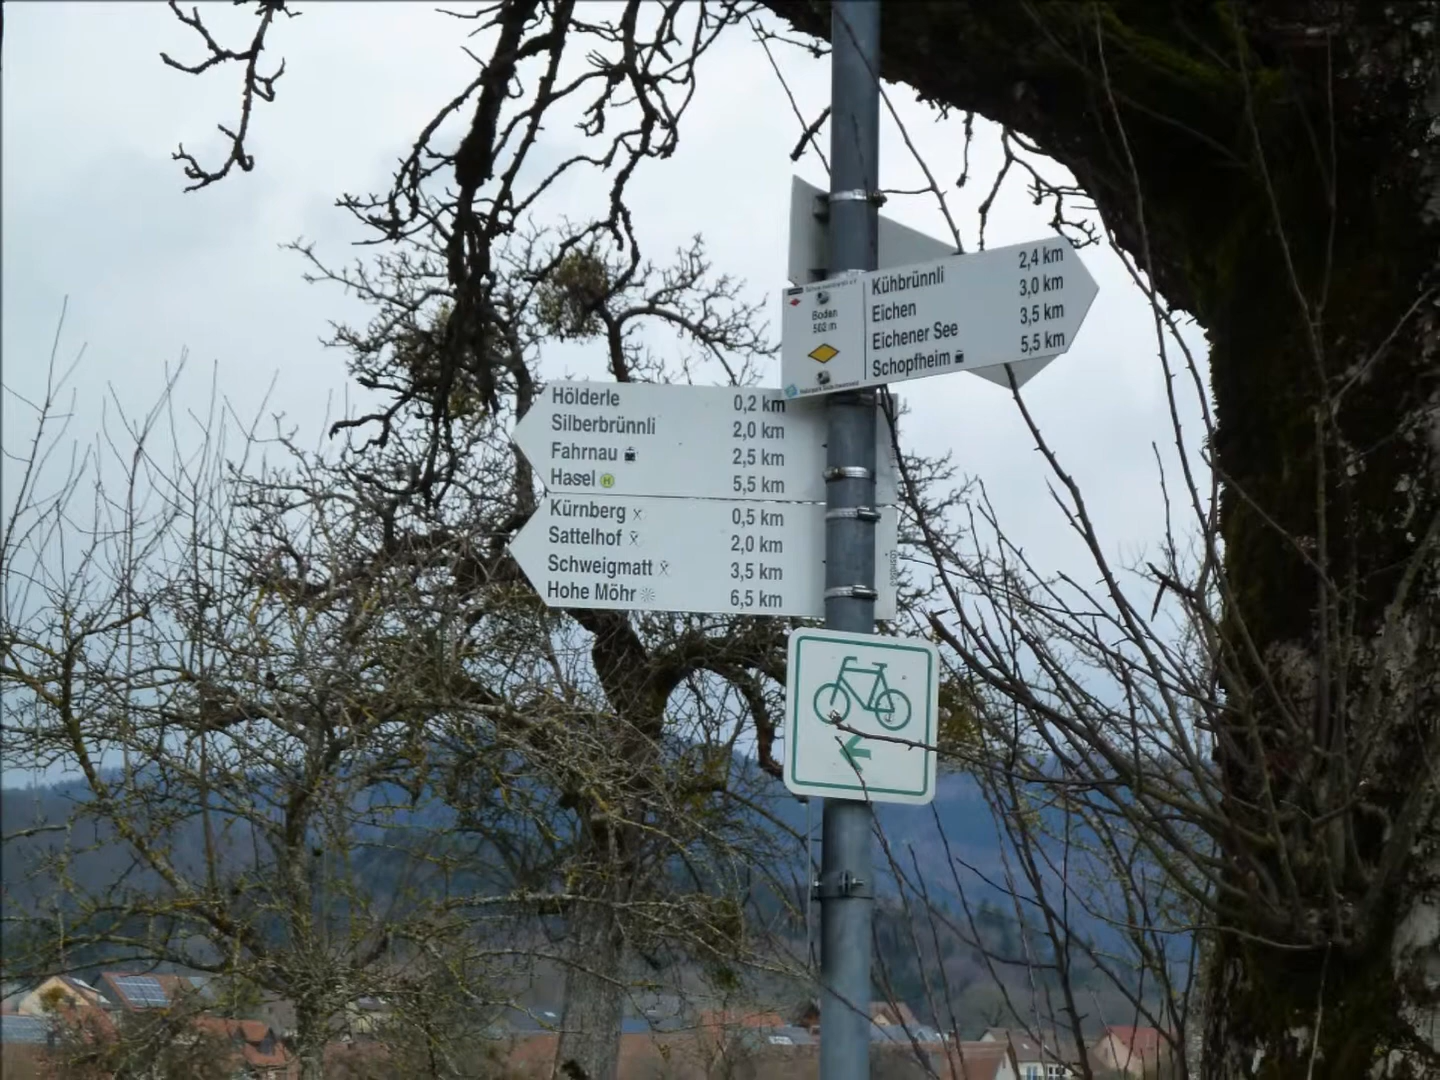 Boden
502 m
Kühbrünnli 2,4 km
Eichen 3,0 km
Eichener See 3,5 km
Schopfheim 5,5 km
Hölderle 0,2 km
Silberbrünnli 2,0 km
Fahrnau 2,5 km
Hasel H 5,5 km
Kürnberg 0,5 km
Sattelhof 2,0 km
Schweigmatt 3,5 km
Hohe Möhr 6,5 km